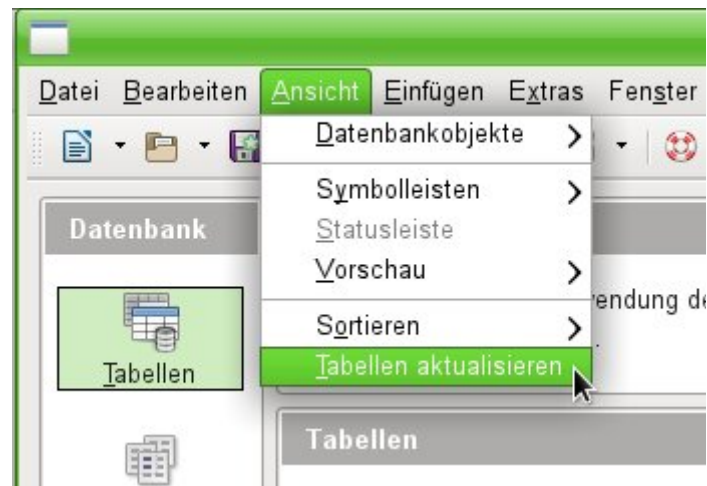 Datei Bearbeiten Ansicht Einfügen Extras Fenster
Datenbankobjekte
Symbolleisten
Datenbank
Statusleiste
Vorschau
Sortieren
Tabellen
Tabellen aktualisieren
Tabellen